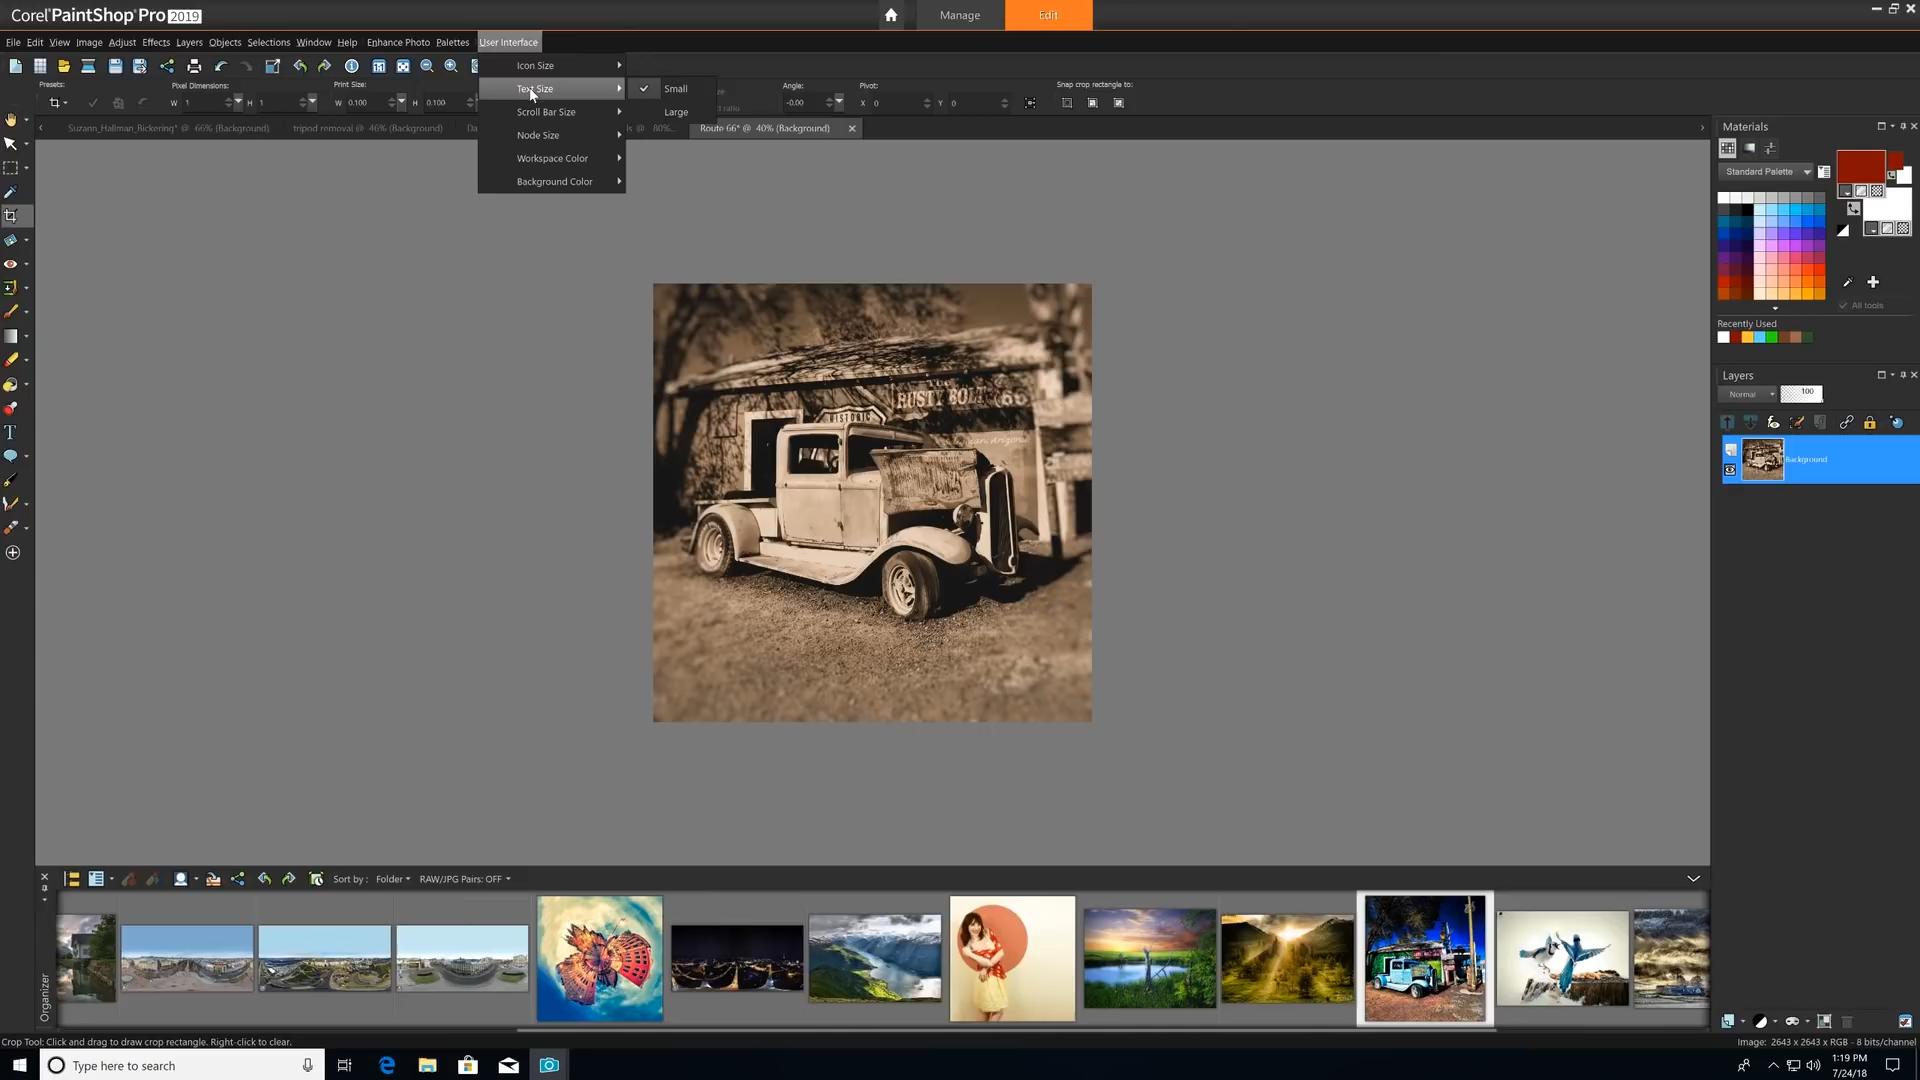 Corel PaintShop Pro 2019
Manage
Edit
File Edit View Image Adjust Effects Layers Objects Selections Window Help Enhance Photo Palettes User Interface
Icon Size
Text Size
Scroll Bar Size
Node Size
Workspace Color
Background Color
Small
Large
Presets:
Pixel Dimensions:
W 1
H 1
Print Size:
W 0.100
H 0.100
Angle:
-0.00
Pivot:
X 0
Y 0
Snap crop rectangle to:
Suzann_Hallman_Bickering* @ 66% (Background)
tripod removal @ 46% (Background)
@ 80%...
Route 66* @ 40% (Background)
Materials
Standard Palette
All tools
Recently Used
Layers
Normal
100
Background
HISTORIC
RUSTY BOLT 66
Sort by: Folder
RAW/JPG Pairs: OFF
Organizer
Crop Tool: Click and drag to draw crop rectangle. Right-click to clear.
Image: 2643 x 2643 x RGB - 8 bits/channel
Type here to search
1:19 PM
7/24/18